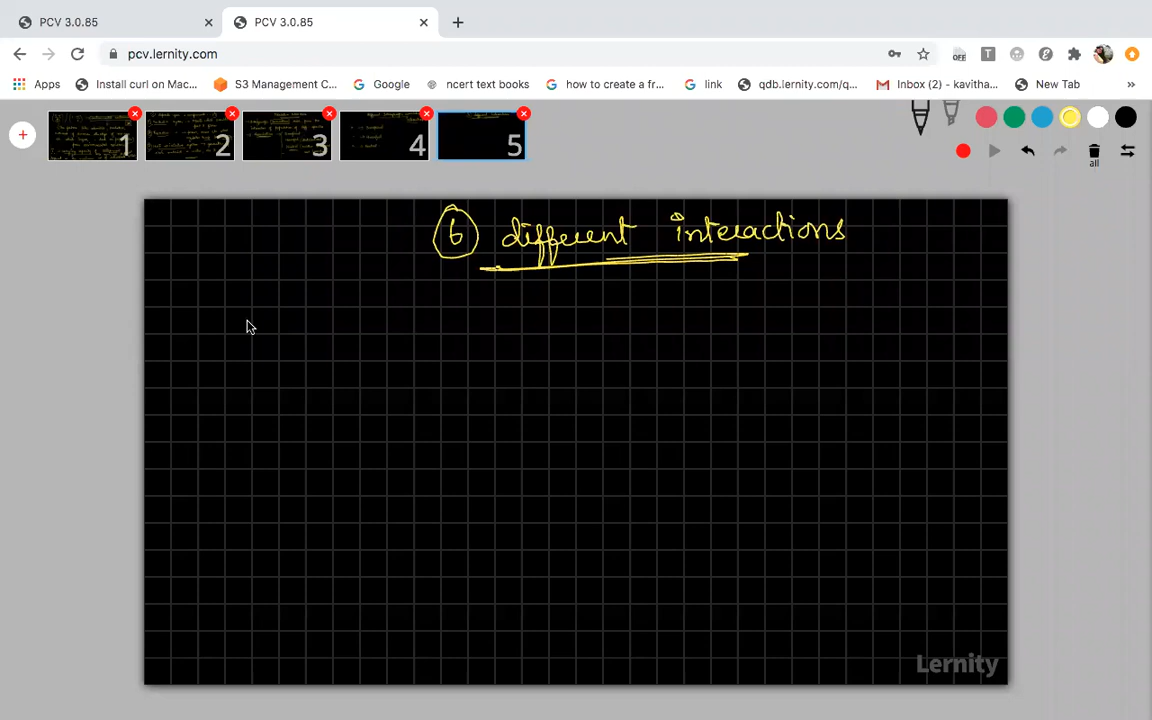 PCV 3.0.85
PCV 3.0.85
pcv.lernity.com
OFF
T
Apps
Install curl on Mac...
S3 Management C...
Google
ncert text books
how to create a fr...
link
qdb.lernity.com/q...
Inbox (2) - kavitha...
New Tab
»
1
2
3
4
5
all
6 different interactions
Lernity